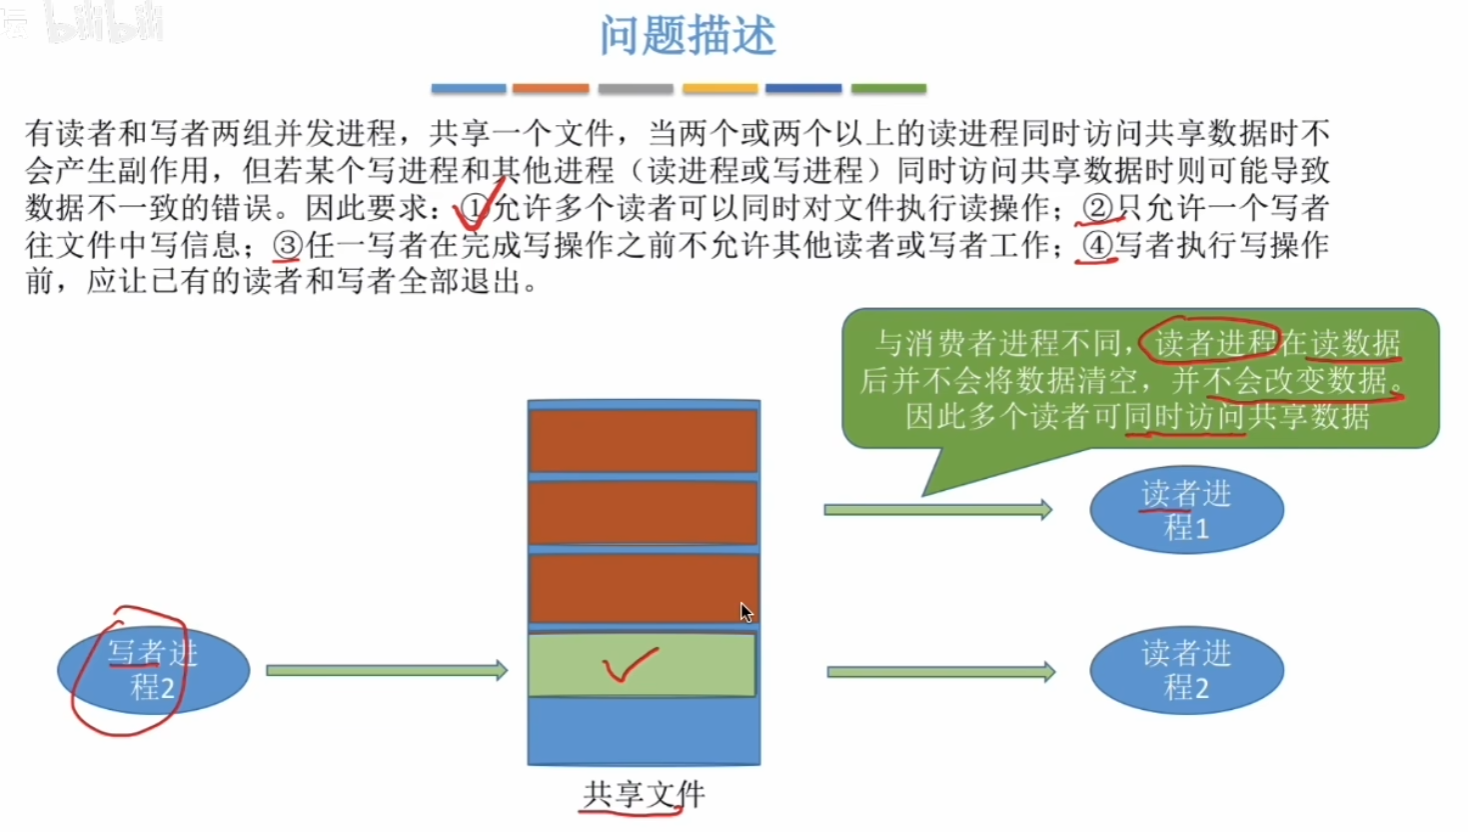 坛 bilibili
问题描述
有读者和写者两组并发进程，共享一个文件，当两个或两个以上的读进程同时访问共享数据时不
会产生副作用，但若某个写进程和其他进程（读进程或写进程）同时访问共享数据时则可能导致
数据不一致的错误。因此要求：①允许多个读者可以同时对文件执行读操作；②只允许一个写者
往文件中写信息；③任一写者在完成写操作之前不允许其他读者或写者工作；④写者执行写操作
前，应让已有的读者和写者全部退出。
与消费者进程不同，读者进程在读数据
后并不会将数据清空，并不会改变数据。
因此多个读者可同时访问共享数据
读者进
程1
写者进
程2
读者进
程2
共享文件